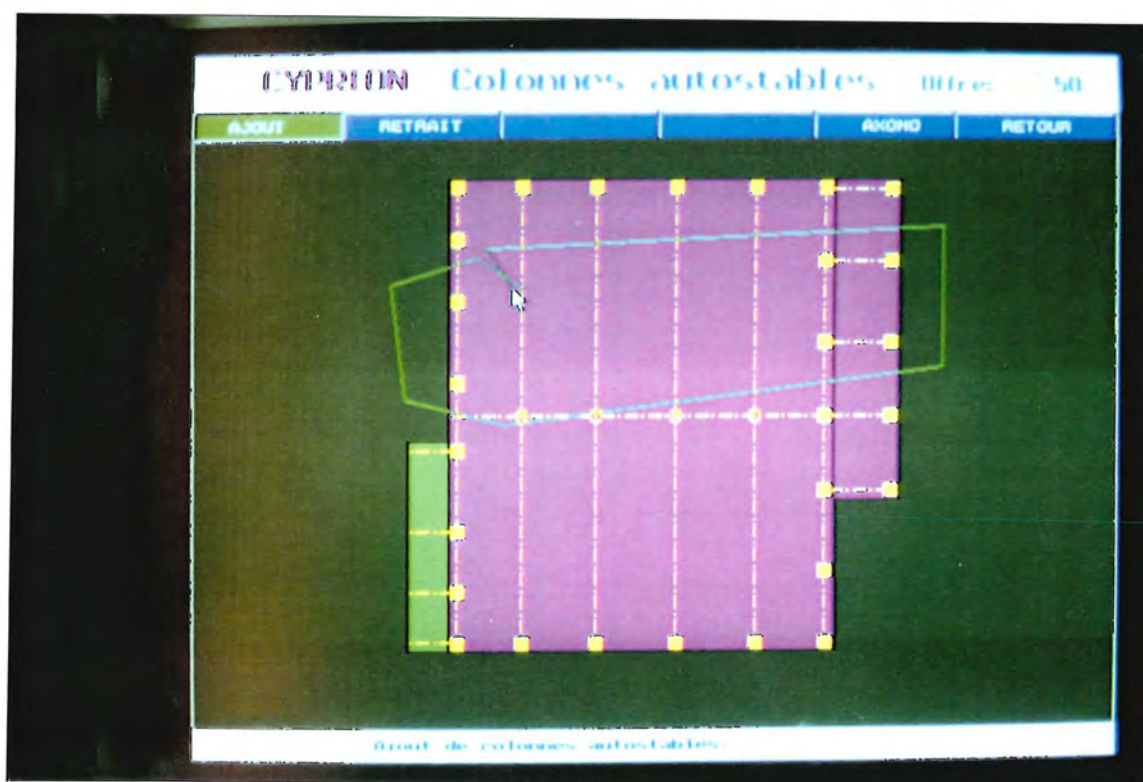 CYPRION Colonnes autostables Offre: 50
AJOUT RETRAIT AXONO RETOUR
Ajout de colonnes autostables: